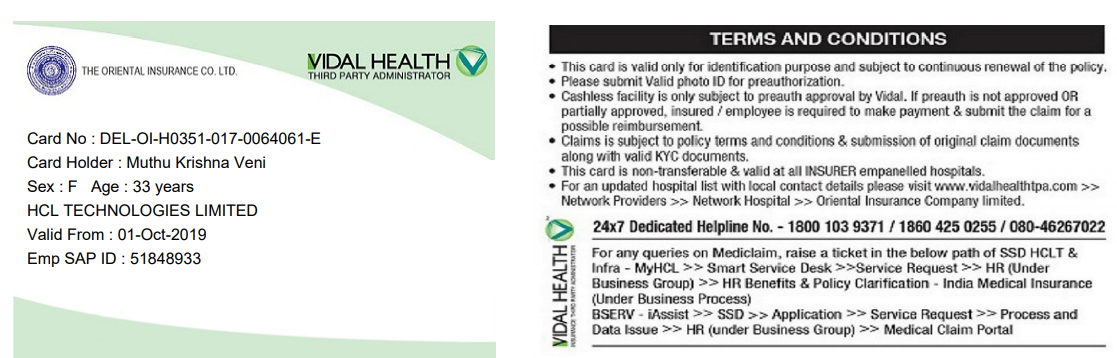 THE ORIENTAL INSURANCE CO. LTD.
VIDAL HEALTH
THIRD PARTY ADMINISTRATOR
Card No : DEL-OI-H0351-017-0064061-E
Card Holder : Muthu Krishna Veni
Sex : F   Age : 33 years
HCL TECHNOLOGIES LIMITED
Valid From : 01-Oct-2019
Emp SAP ID : 51848933
TERMS AND CONDITIONS
• This card is valid only for identification purpose and subject to continuous renewal of the policy.
• Please submit Valid photo ID for preauthorization.
• Cashless facility is only subject to preauth approval by Vidal. If preauth is not approved OR
partially approved, insured / employee is required to make payment & submit the claim for a
possible reimbursement.
• Claims is subject to policy terms and conditions & submission of original claim documents
along with valid KYC documents.
• This card is non-transferable & valid at all INSURER empanelled hospitals.
• For an updated hospital list with local contact details please visit www.vidalhealthtpa.com >>
Network Providers >> Network Hospital >> Oriental Insurance Company limited.
24x7 Dedicated Helpline No. - 1800 103 9371 / 1860 425 0255 / 080-46267022
VIDAL HEALTH
INSURANCE THIRD PARTY ADMINISTRATOR
For any queries on Mediclaim, raise a ticket in the below path of SSD HCLT &
Infra - MyHCL >> Smart Service Desk >>Service Request >> HR (Under
Business Group) >> HR Benefits & Policy Clarification - India Medical Insurance
(Under Business Process)
BSERV - iAssist >> SSD >> Application >> Service Request >> Process and
Data Issue >> HR (under Business Group) >> Medical Claim Portal